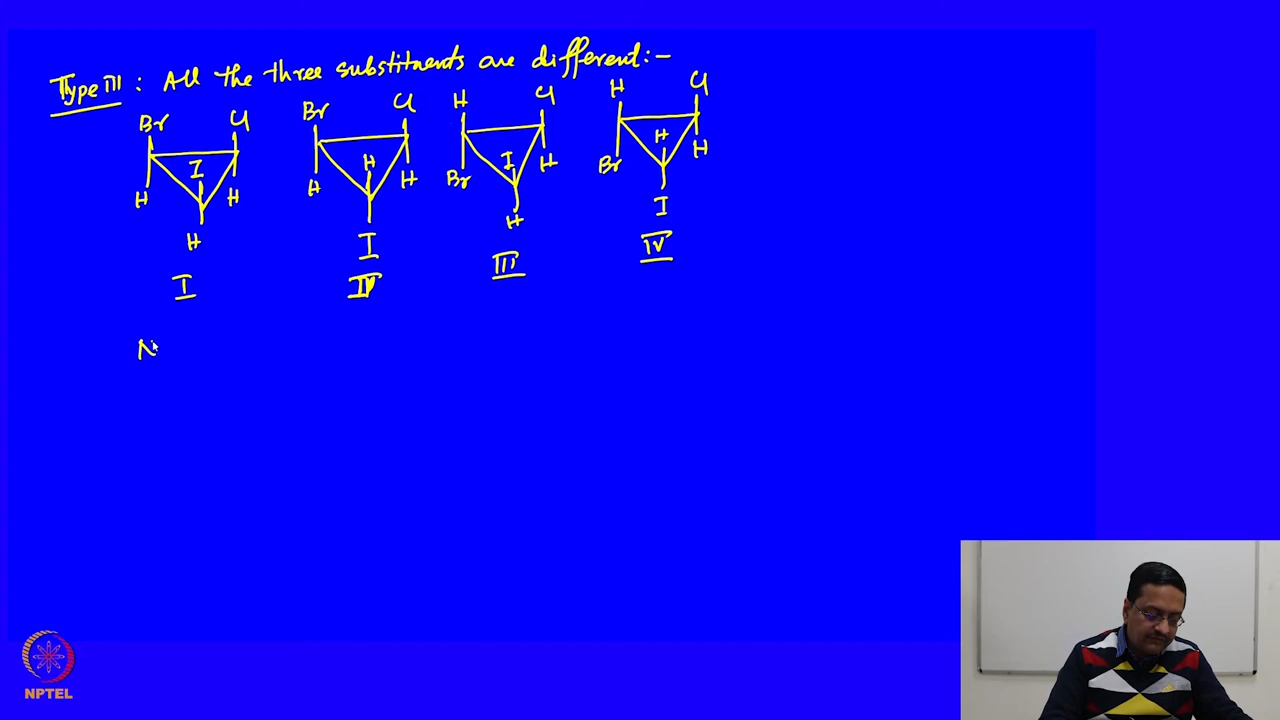 Type III : All the three substituents are different:-
Br Cl Br Cl H Cl H Cl
I H I H
H H H H Br H Br H
H I H I
I II III IV
N
NPTEL